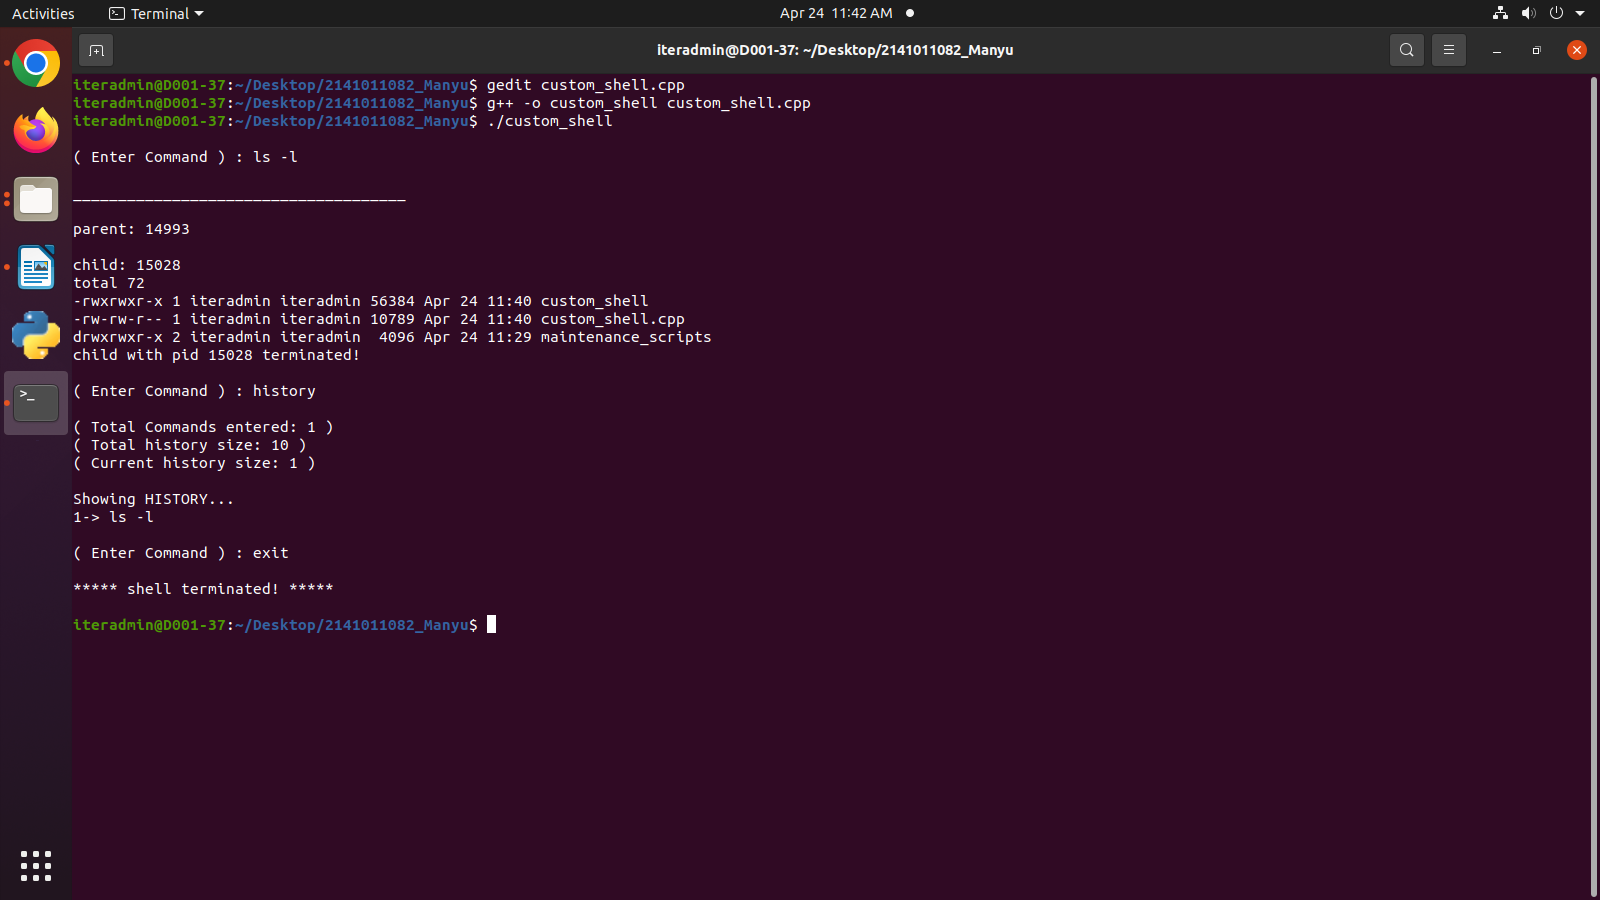 Activities Terminal Apr 24 11:42 AM
iteradmin@D001-37: ~/Desktop/2141011082_Manyu
iteradmin@D001-37:~/Desktop/2141011082_Manyu$ gedit custom_shell.cpp
iteradmin@D001-37:~/Desktop/2141011082_Manyu$ g++ -o custom_shell custom_shell.cpp
iteradmin@D001-37:~/Desktop/2141011082_Manyu$ ./custom_shell
( Enter Command ) : ls -l
_____________________________________
parent: 14993
child: 15028
total 72
-rwxrwxr-x 1 iteradmin iteradmin 56384 Apr 24 11:40 custom_shell
-rw-rw-r-- 1 iteradmin iteradmin 10789 Apr 24 11:40 custom_shell.cpp
drwxrwxr-x 2 iteradmin iteradmin  4096 Apr 24 11:29 maintenance_scripts
child with pid 15028 terminated!
( Enter Command ) : history
( Total Commands entered: 1 )
( Total history size: 10 )
( Current history size: 1 )
Showing HISTORY...
1-> ls -l
( Enter Command ) : exit
***** shell terminated! *****
iteradmin@D001-37:~/Desktop/2141011082_Manyu$